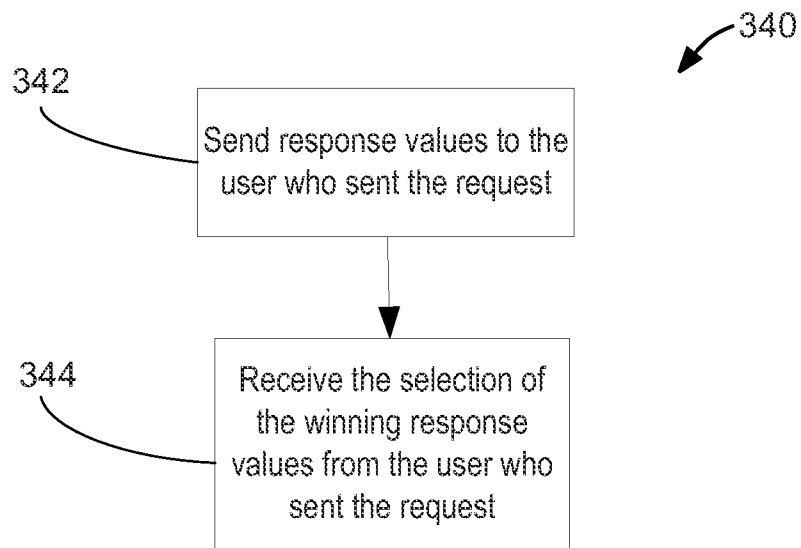 340
342
Send response values to the
user who sent the request
344
Receive the selection of
the winning response
values from the user who
sent the request